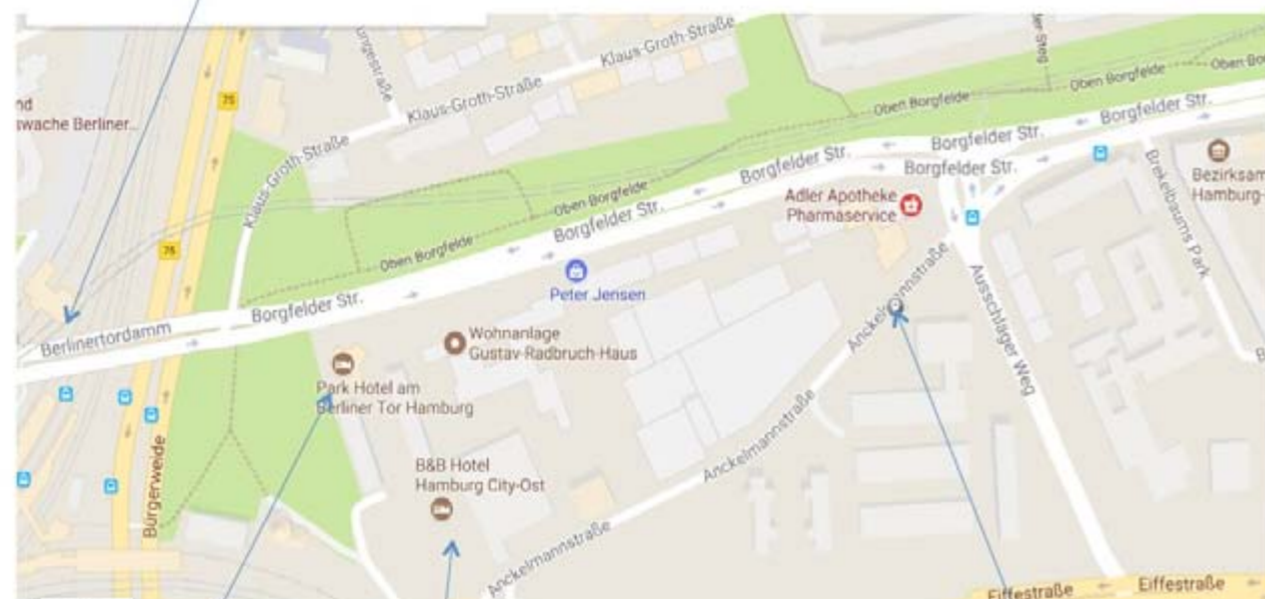 Klaus-Groth-Straße
Klaus-Groth-Straße
Klaus-Groth-Straße
75
75
Oben Borgfelde
Oben Borgfelde
Oben Borgfelde
Oben Borgfelde
Borgfelder Str.
Borgfelder Str.
Borgfelder Str.
Borgfelder Str.
Borgfelder Str.
Borgfelder Str.
Berlinertordamm
Adler Apotheke
Pharmaservice
Peter Jensen
Wohnanlage
Gustav-Radbruch-Haus
Park Hotel am
Berliner Tor Hamburg
B&B Hotel
Hamburg City-Ost
Anckelmannstraße
Anckelmannstraße
Anckelmannstraße
Ausschläger Weg
Brekelbaums Park
Bürgerweide
Eiffestraße
Eiffestraße